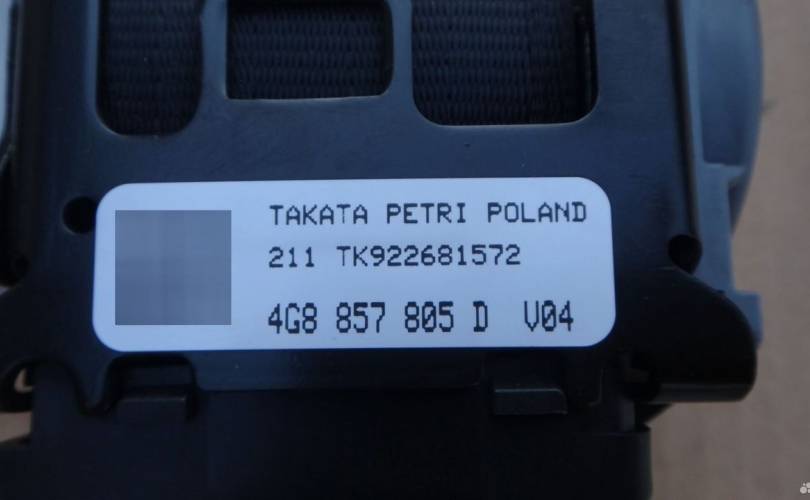 TAKATA PETRI POLAND
211 TK922681572
4G8 857 805 D V04